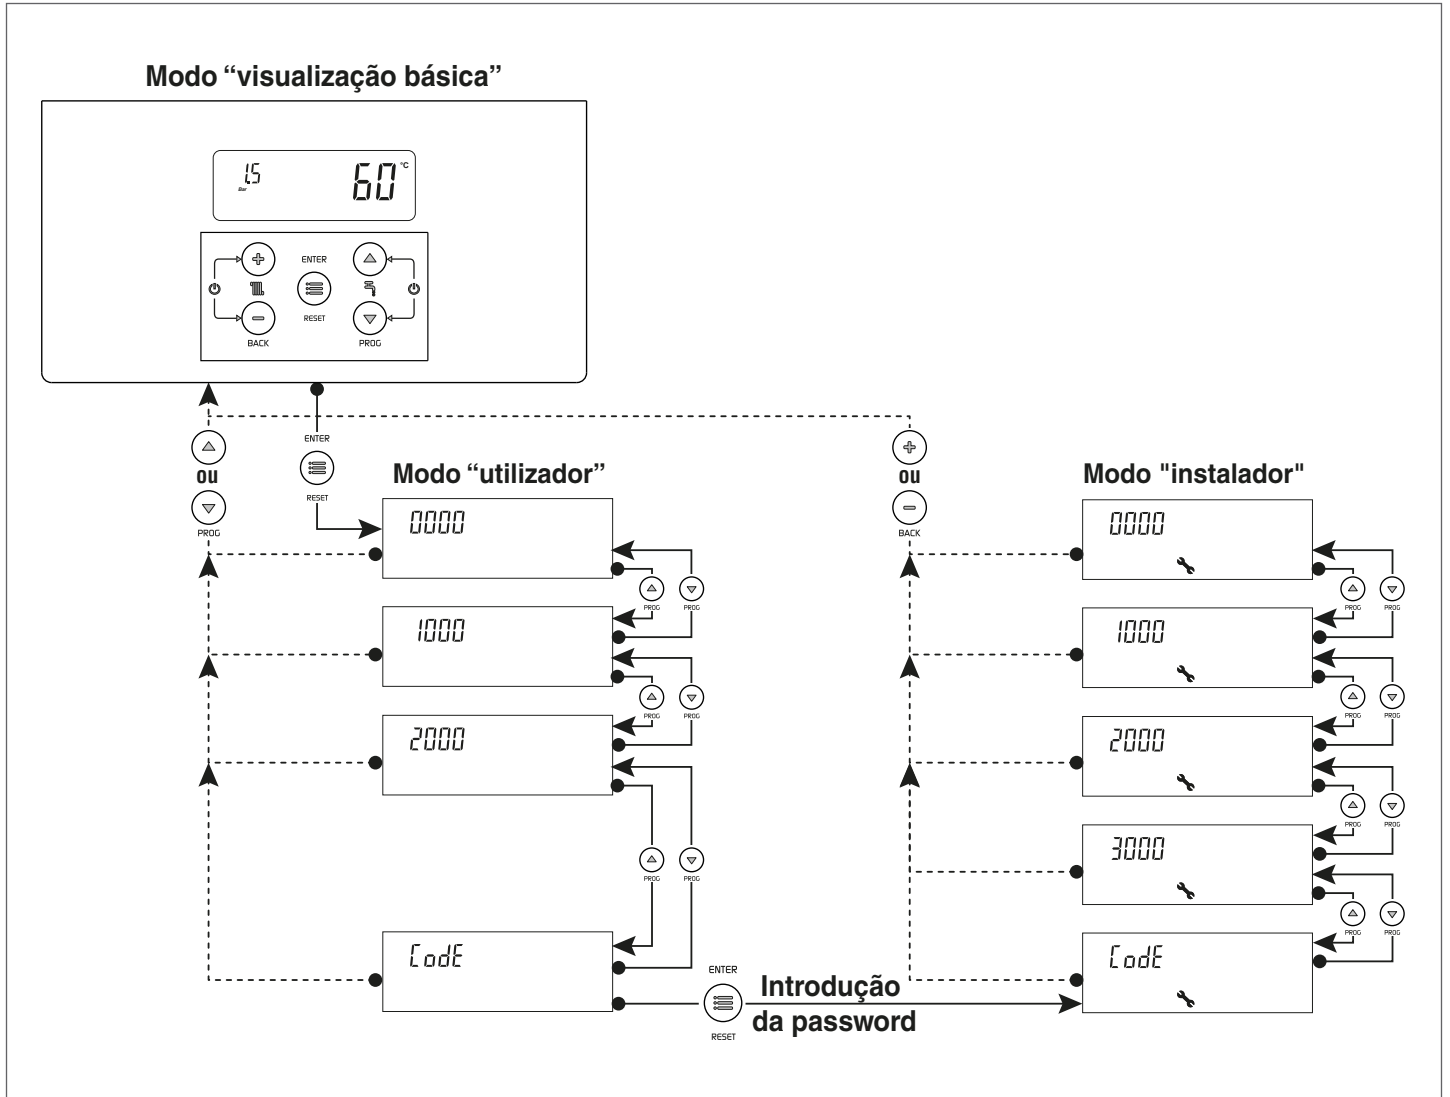 Modo “visualização básica”
1.5
Bar
60 °C
ENTER
RESET
BACK
PROG
ENTER
RESET
ou
PROG
ou
BACK
Modo “utilizador”
Modo "instalador"
0000
PROG
PROG
1000
PROG
PROG
2000
PROG
PROG
CodE
0000
PROG
PROG
1000
PROG
PROG
2000
PROG
PROG
3000
PROG
PROG
CodE
ENTER
RESET
Introdução
da password